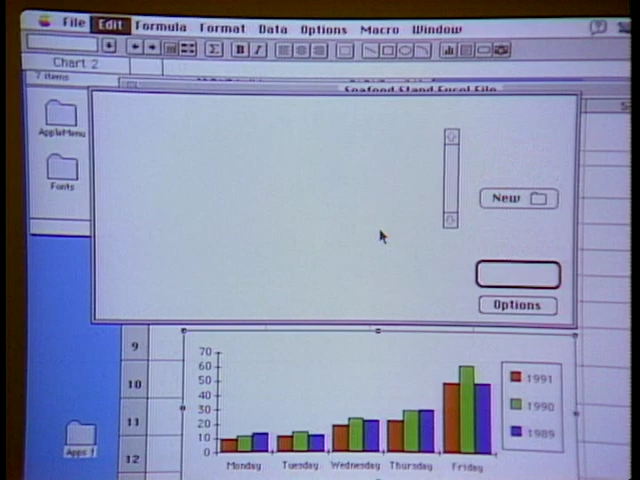 File Edit Formula Format Data Options Macro Window
Σ B I
Chart 2
7 items
Seafood Stand Excel File
AppleMenu
Fonts
New
Options
9
10
11
12
70
60
50
40
30
20
10
0
1991
1990
1989
Monday Tuesday Wednesday Thursday Friday
Apps f